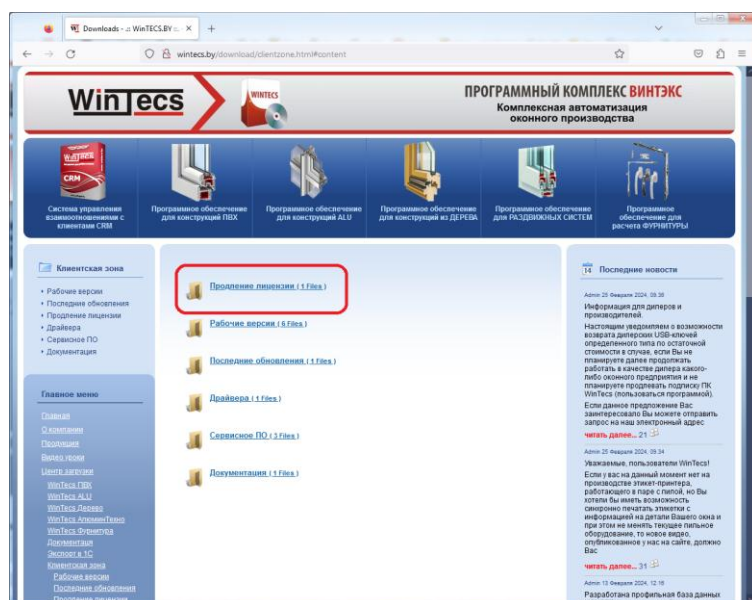 Downloads - .:: WinTECS.BY ::.
wintecs.by/download/clientzone.html#content
WinTecs
WINTECS
ПРОГРАММНЫЙ КОМПЛЕКС ВИНТЭКС
Комплексная автоматизация
оконного производства
WinTECS
CRM
Система управления
взаимоотношениями с
клиентами CRM
Программное обеспечение
для конструкций ПВХ
Программное обеспечение
для конструкций ALU
Программное обеспечение
для конструкций из ДЕРЕВА
Программное обеспечение
для РАЗДВИЖНЫХ СИСТЕМ
Программное
обеспечение для
расчета ФУРНИТУРЫ
Клиентская зона
Рабочие версии
Последние обновления
Продление лицензии
Драйвера
Сервисное ПО
Документация
Главное меню
Главная
О компании
Продукция
Видео уроки
Центр загрузки
WinTecs ПВХ
WinTecs ALU
WinTecs Дерево
WinTecs АлюминТехно
WinTecs Фурнитура
Документация
Экспорт в 1С
Клиентская зона
Рабочие версии
Последние обновления
Продление лицензии
Продление лицензии ( 1 Files )
Рабочие версии ( 6 Files )
Последние обновления ( 1 Files )
Драйвера ( 1 Files )
Сервисное ПО ( 3 Files )
Документация ( 1 Files )
14
Последние новости
Admin 25 Февраля 2024, 09.38
Информация для дилеров и
производителей.
Настоящим уведомляем о возможности
возврата дилерских USB-ключей
определенного типа по остаточной
стоимости в случае, если Вы не
планируете далее продолжать
работать в качестве дилера какого-
либо оконного предприятия и не
планируете продлевать подписку ПК
WinTecs (пользоваться программой).
Если данное предложение Вас
заинтересовало Вы можете отправить
запрос на наш электронный адрес
читать далее... 21
Admin 25 Февраля 2024, 09.34
Уважаемые, пользователи WinTecs!
Если у вас на данный момент нет на
производстве этикет-принтера,
работающего в паре с пилой, но Вы
хотели бы иметь возможность
синхронно печатать этикетки с
информацией на детали Вашего окна и
при этом не менять текущее пильное
оборудование, то новое видео,
опубликованное у нас на сайте, должно
Вас
читать далее... 31
Admin 13 Февраля 2024, 12.16
Разработана профильная база данных